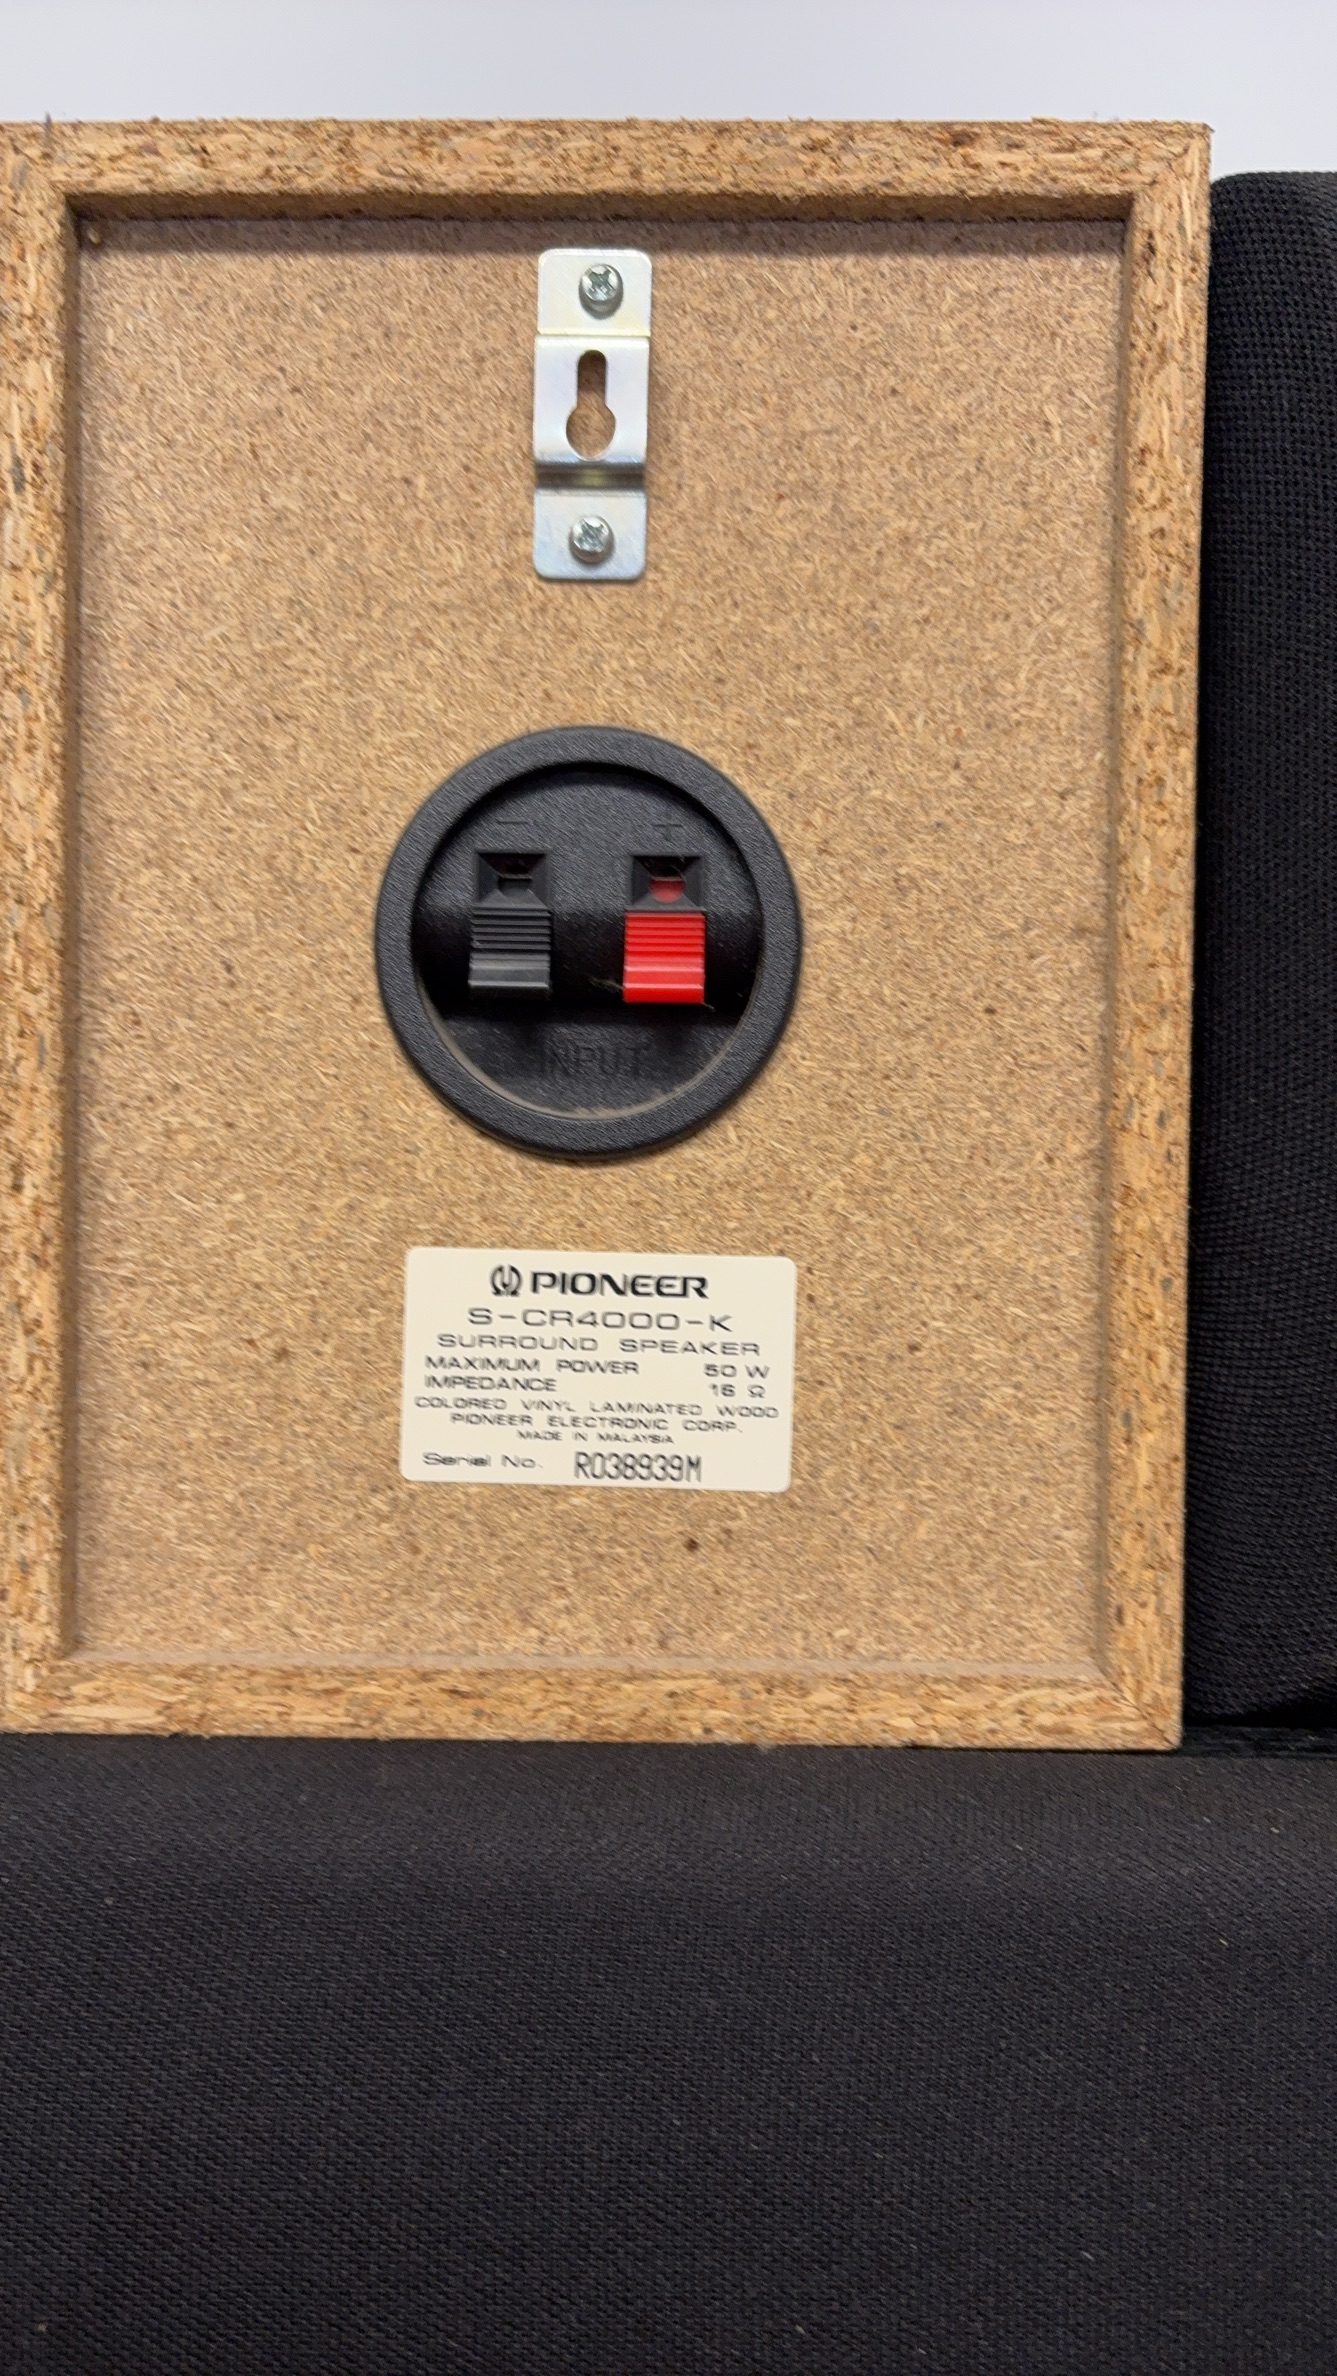 − +
INPUT
PIONEER
S-CR4000-K
SURROUND SPEAKER
MAXIMUM POWER 50 W
IMPEDANCE 16 Ω
COLORED VINYL LAMINATED WOOD
PIONEER ELECTRONIC CORP.
MADE IN MALAYSIA
Serial No. RO38939M